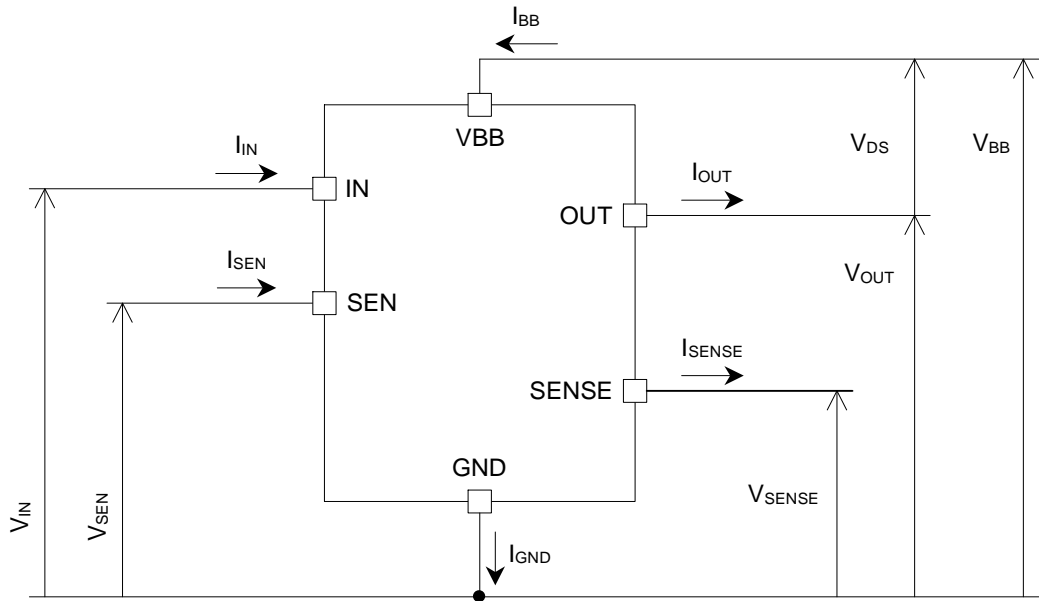 IBB
VBB
VDS
VBB
IIN
IN
IOUT
OUT
ISEN
SEN
VOUT
ISENSE
SENSE
GND
VSENSE
VIN
VSEN
IGND